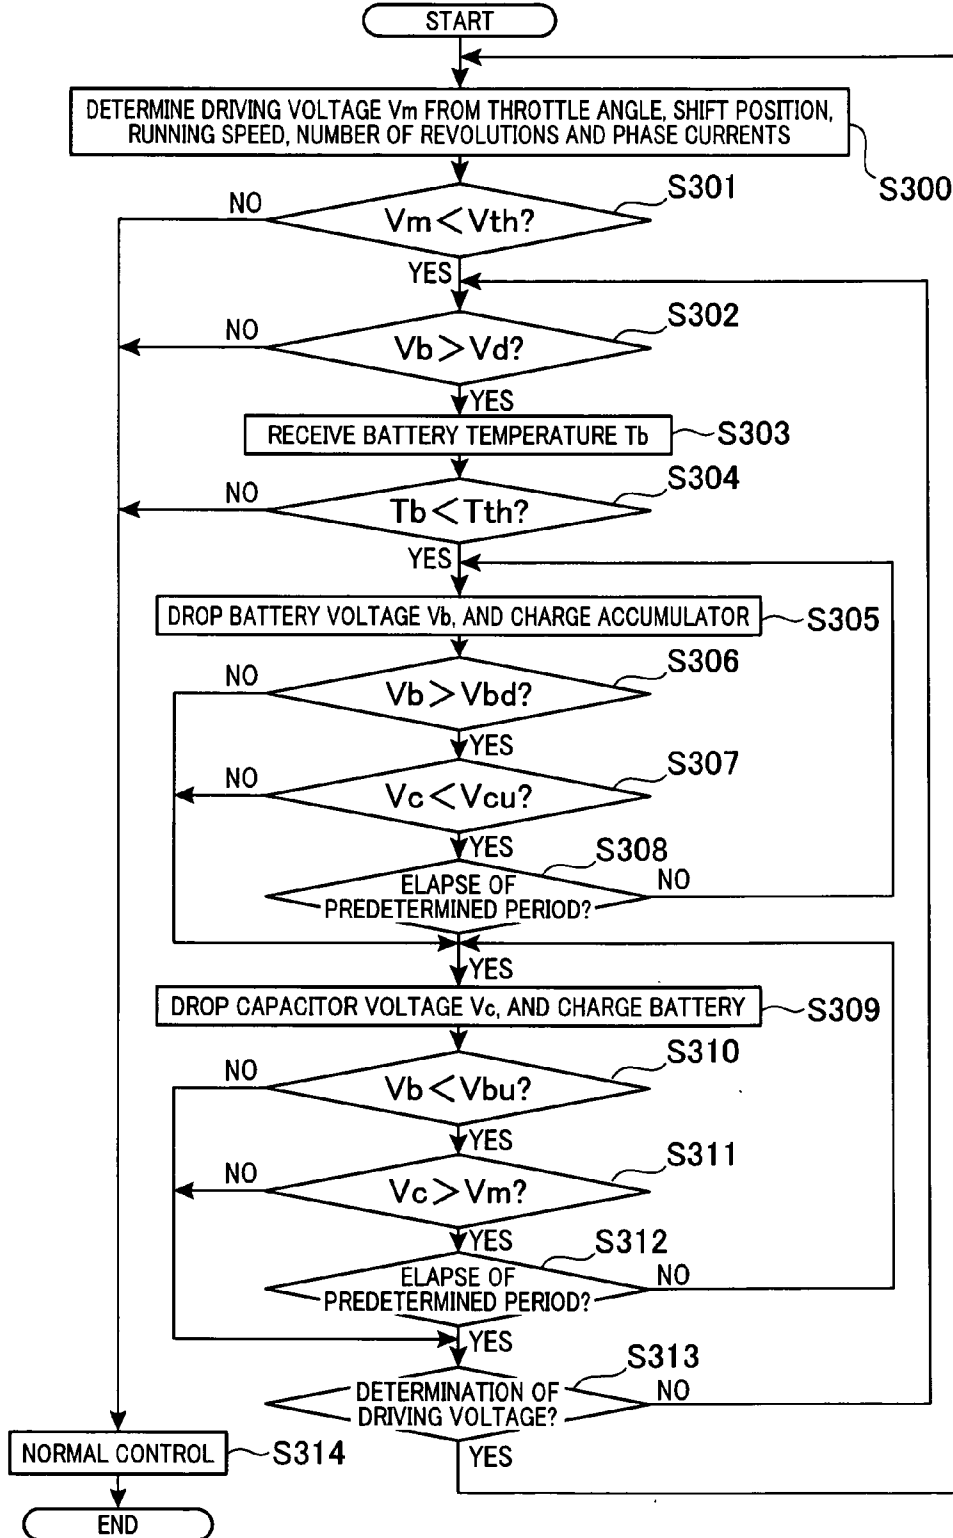 START
DETERMINE DRIVING VOLTAGE Vm FROM THROTTLE ANGLE, SHIFT POSITION,
RUNNING SPEED, NUMBER OF REVOLUTIONS AND PHASE CURRENTS
S300
S301
NO
Vm<Vth?
YES
S302
NO
Vb>Vd?
YES
RECEIVE BATTERY TEMPERATURE Tb
S303
S304
NO
Tb<Tth?
YES
DROP BATTERY VOLTAGE Vb, AND CHARGE ACCUMULATOR
S305
S306
NO
Vb>Vbd?
YES
S307
NO
Vc<Vcu?
YES
S308
ELAPSE OF
PREDETERMINED PERIOD?
NO
YES
DROP CAPACITOR VOLTAGE Vc, AND CHARGE BATTERY
S309
S310
NO
Vb<Vbu?
YES
S311
NO
Vc>Vm?
YES
S312
ELAPSE OF
PREDETERMINED PERIOD?
NO
YES
S313
DETERMINATION OF
DRIVING VOLTAGE?
NO
YES
NORMAL CONTROL
S314
END